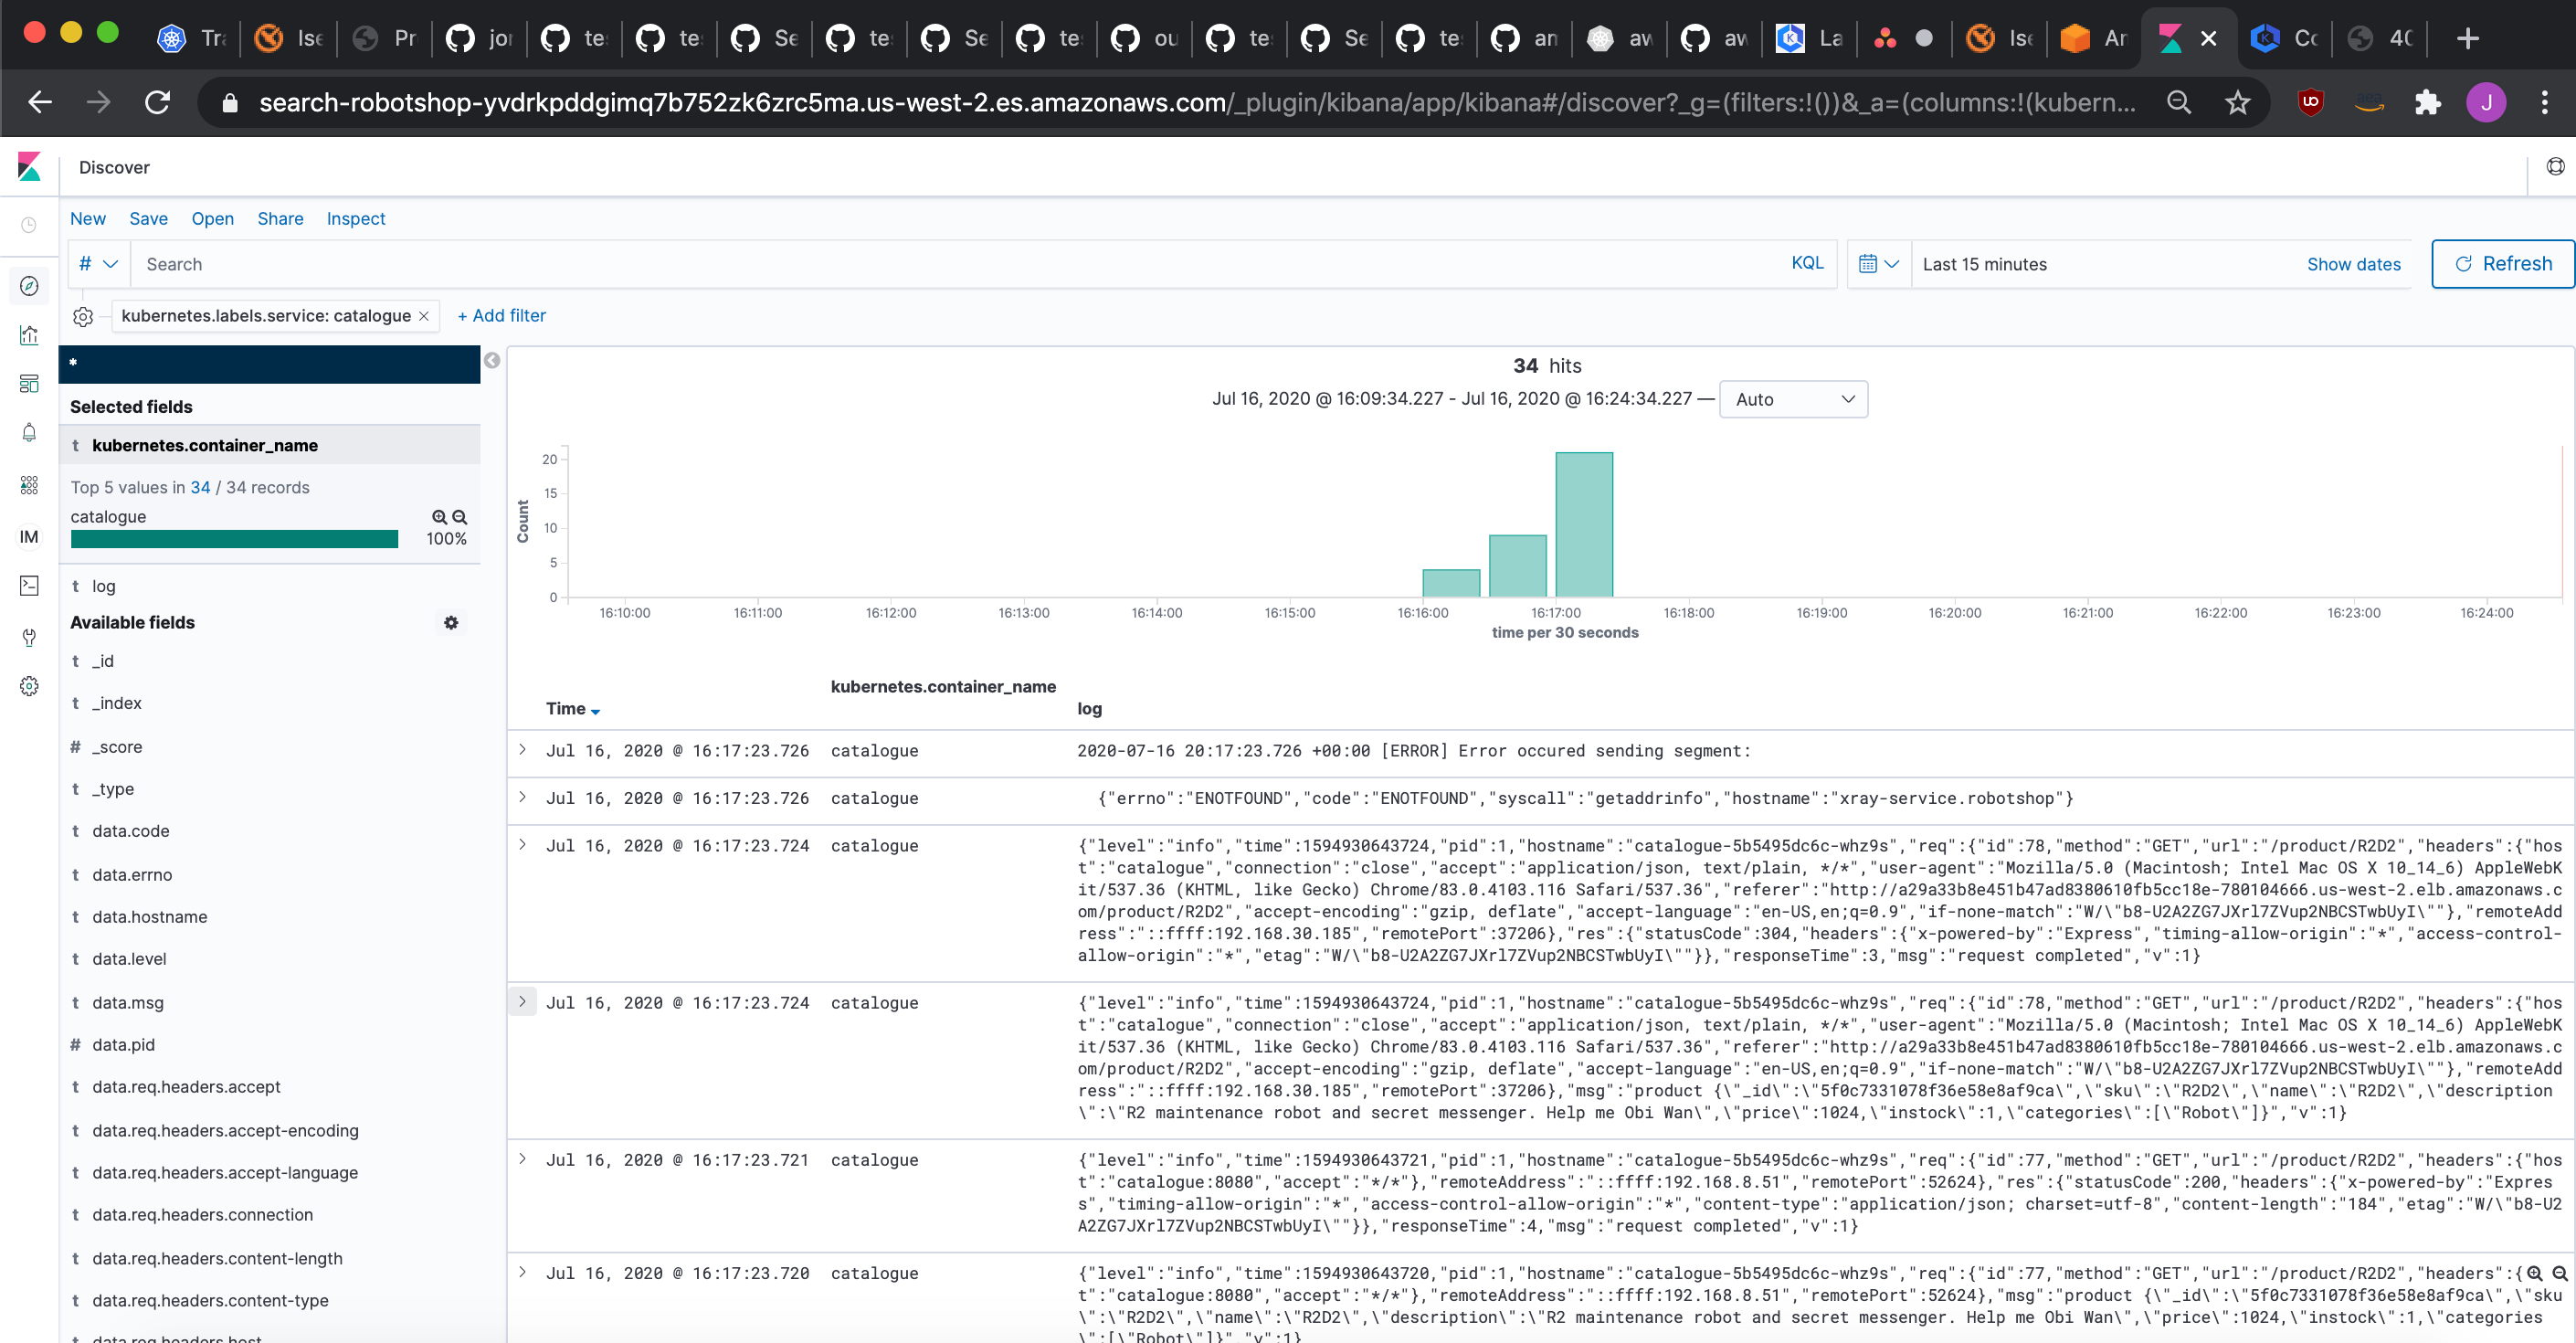 Tra
Ise
Pr
jor
tes
tes
Se
te
Se
te
ou
te
Se
tes
am
aw
aw
La
Ise
Am
Co
40
search-robotshop-yvdrkpddgimq7b752zk6zrc5ma.us-west-2.es.amazonaws.com/_plugin/kibana/app/kibana#/discover?_g=(filters:!())&_a=(columns:!(kubern...
J
Discover
New Save Open Share Inspect
# Search KQL
Last 15 minutes Show dates Refresh
kubernetes.labels.service: catalogue × + Add filter
*
Selected fields
t kubernetes.container_name
Top 5 values in 34 / 34 records
catalogue
100%
IM
t log
Available fields
t _id
t _index
# _score
t _type
t data.code
t data.errno
t data.hostname
t data.level
t data.msg
# data.pid
t data.req.headers.accept
t data.req.headers.accept-encoding
t data.req.headers.accept-language
t data.req.headers.connection
t data.req.headers.content-length
t data.req.headers.content-type
t data.req.headers.host
34 hits
Jul 16, 2020 @ 16:09:34.227 - Jul 16, 2020 @ 16:24:34.227 — Auto
Count
20
15
10
5
0
16:10:00 16:11:00 16:12:00 16:13:00 16:14:00 16:15:00 16:16:00 16:17:00 16:18:00 16:19:00 16:20:00 16:21:00 16:22:00 16:23:00 16:24:00
time per 30 seconds
Time kubernetes.container_name log
Jul 16, 2020 @ 16:17:23.726 catalogue 2020-07-16 20:17:23.726 +00:00 [ERROR] Error occured sending segment:
Jul 16, 2020 @ 16:17:23.726 catalogue {"errno":"ENOTFOUND","code":"ENOTFOUND","syscall":"getaddrinfo","hostname":"xray-service.robotshop"}
Jul 16, 2020 @ 16:17:23.724 catalogue {"level":"info","time":1594930643724,"pid":1,"hostname":"catalogue-5b5495dc6c-whz9s","req":{"id":78,"method":"GET","url":"/product/R2D2","headers":{"hos
t":"catalogue","connection":"close","accept":"application/json, text/plain, */*","user-agent":"Mozilla/5.0 (Macintosh; Intel Mac OS X 10_14_6) AppleWebK
it/537.36 (KHTML, like Gecko) Chrome/83.0.4103.116 Safari/537.36","referer":"http://a29a33b8e451b47ad8380610fb5cc18e-780104666.us-west-2.elb.amazonaws.c
om/product/R2D2","accept-encoding":"gzip, deflate","accept-language":"en-US,en;q=0.9","if-none-match":"W/\"b8-U2A2ZG7JXrl7ZVup2NBCSTwbUyI\""},"remoteAdd
ress":"::ffff:192.168.30.185","remotePort":37206},"res":{"statusCode":304,"headers":{"x-powered-by":"Express","timing-allow-origin":"*","access-control-
allow-origin":"*","etag":"W/\"b8-U2A2ZG7JXrl7ZVup2NBCSTwbUyI\""}},"responseTime":3,"msg":"request completed","v":1}
Jul 16, 2020 @ 16:17:23.724 catalogue {"level":"info","time":1594930643724,"pid":1,"hostname":"catalogue-5b5495dc6c-whz9s","req":{"id":78,"method":"GET","url":"/product/R2D2","headers":{"hos
t":"catalogue","connection":"close","accept":"application/json, text/plain, */*","user-agent":"Mozilla/5.0 (Macintosh; Intel Mac OS X 10_14_6) AppleWebK
it/537.36 (KHTML, like Gecko) Chrome/83.0.4103.116 Safari/537.36","referer":"http://a29a33b8e451b47ad8380610fb5cc18e-780104666.us-west-2.elb.amazonaws.c
om/product/R2D2","accept-encoding":"gzip, deflate","accept-language":"en-US,en;q=0.9","if-none-match":"W/\"b8-U2A2ZG7JXrl7ZVup2NBCSTwbUyI\""},"remoteAdd
ress":"::ffff:192.168.30.185","remotePort":37206},"msg":"product {\"_id\":\"5f0c7331078f36e58e8af9ca\",\"sku\":\"R2D2\",\"name\":\"R2D2\",\"description
\":\"R2 maintenance robot and secret messenger. Help me Obi Wan\",\"price\":1024,\"instock\":1,\"categories\":[\"Robot\"]}","v":1}
Jul 16, 2020 @ 16:17:23.721 catalogue {"level":"info","time":1594930643721,"pid":1,"hostname":"catalogue-5b5495dc6c-whz9s","req":{"id":77,"method":"GET","url":"/product/R2D2","headers":{"hos
t":"catalogue:8080","accept":"*/*"},"remoteAddress":"::ffff:192.168.8.51","remotePort":52624},"res":{"statusCode":200,"headers":{"x-powered-by":"Expres
s","timing-allow-origin":"*","access-control-allow-origin":"*","content-type":"application/json; charset=utf-8","content-length":"184","etag":"W/\"b8-U2
A2ZG7JXrl7ZVup2NBCSTwbUyI\""}},"responseTime":4,"msg":"request completed","v":1}
Jul 16, 2020 @ 16:17:23.720 catalogue {"level":"info","time":1594930643720,"pid":1,"hostname":"catalogue-5b5495dc6c-whz9s","req":{"id":77,"method":"GET","url":"/product/R2D2","headers":{
t":"catalogue:8080","accept":"*/*"},"remoteAddress":"::ffff:192.168.8.51","remotePort":52624},"msg":"product {\"_id\":\"5f0c7331078f36e58e8af9ca\",\"sku
\":\"R2D2\",\"name\":\"R2D2\",\"description\":\"R2 maintenance robot and secret messenger. Help me Obi Wan\",\"price\":1024,\"instock\":1,\"categories
\":[\"Robot\"]}","v":1}